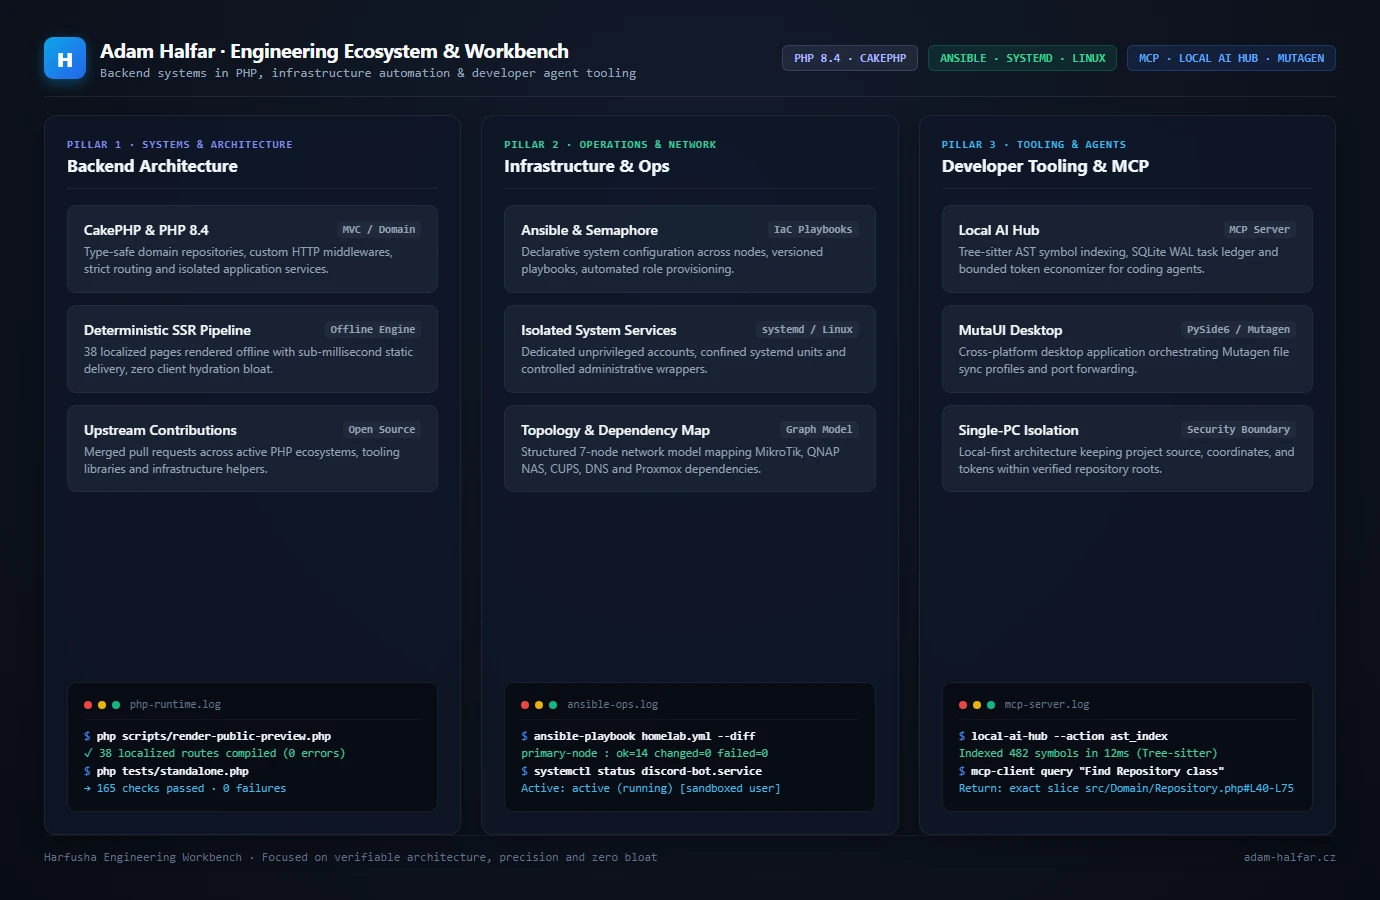 H
Adam Halfar · Engineering Ecosystem & Workbench
Backend systems in PHP, infrastructure automation & developer agent tooling
PHP 8.4 · CAKEPHP
ANSIBLE · SYSTEMD · LINUX
MCP · LOCAL AI HUB · MUTAGEN
PILLAR 1 · SYSTEMS & ARCHITECTURE
Backend Architecture
CakePHP & PHP 8.4
MVC / Domain
Type-safe domain repositories, custom HTTP middlewares,
strict routing and isolated application services.
Deterministic SSR Pipeline
Offline Engine
38 localized pages rendered offline with sub-millisecond static
delivery, zero client hydration bloat.
Upstream Contributions
Open Source
Merged pull requests across active PHP ecosystems, tooling
libraries and infrastructure helpers.
php-runtime.log
$ php scripts/render-public-preview.php
✓ 38 localized routes compiled (0 errors)
$ php tests/standalone.php
→ 165 checks passed · 0 failures
PILLAR 2 · OPERATIONS & NETWORK
Infrastructure & Ops
Ansible & Semaphore
IaC Playbooks
Declarative system configuration across nodes, versioned
playbooks, automated role provisioning.
Isolated System Services
systemd / Linux
Dedicated unprivileged accounts, confined systemd units and
controlled administrative wrappers.
Topology & Dependency Map
Graph Model
Structured 7-node network model mapping MikroTik, QNAP
NAS, CUPS, DNS and Proxmox dependencies.
ansible-ops.log
$ ansible-playbook homelab.yml --diff
primary-node : ok=14 changed=0 failed=0
$ systemctl status discord-bot.service
Active: active (running) [sandboxed user]
PILLAR 3 · TOOLING & AGENTS
Developer Tooling & MCP
Local AI Hub
MCP Server
Tree-sitter AST symbol indexing, SQLite WAL task ledger and
bounded token economizer for coding agents.
MutaUI Desktop
PySide6 / Mutagen
Cross-platform desktop application orchestrating Mutagen file
sync profiles and port forwarding.
Single-PC Isolation
Security Boundary
Local-first architecture keeping project source, coordinates, and
tokens within verified repository roots.
mcp-server.log
$ local-ai-hub --action ast_index
Indexed 482 symbols in 12ms (Tree-sitter)
$ mcp-client query "Find Repository class"
Return: exact slice src/Domain/Repository.php#L40-L75
Harfusha Engineering Workbench · Focused on verifiable architecture, precision and zero bloat
adam-halfar.cz